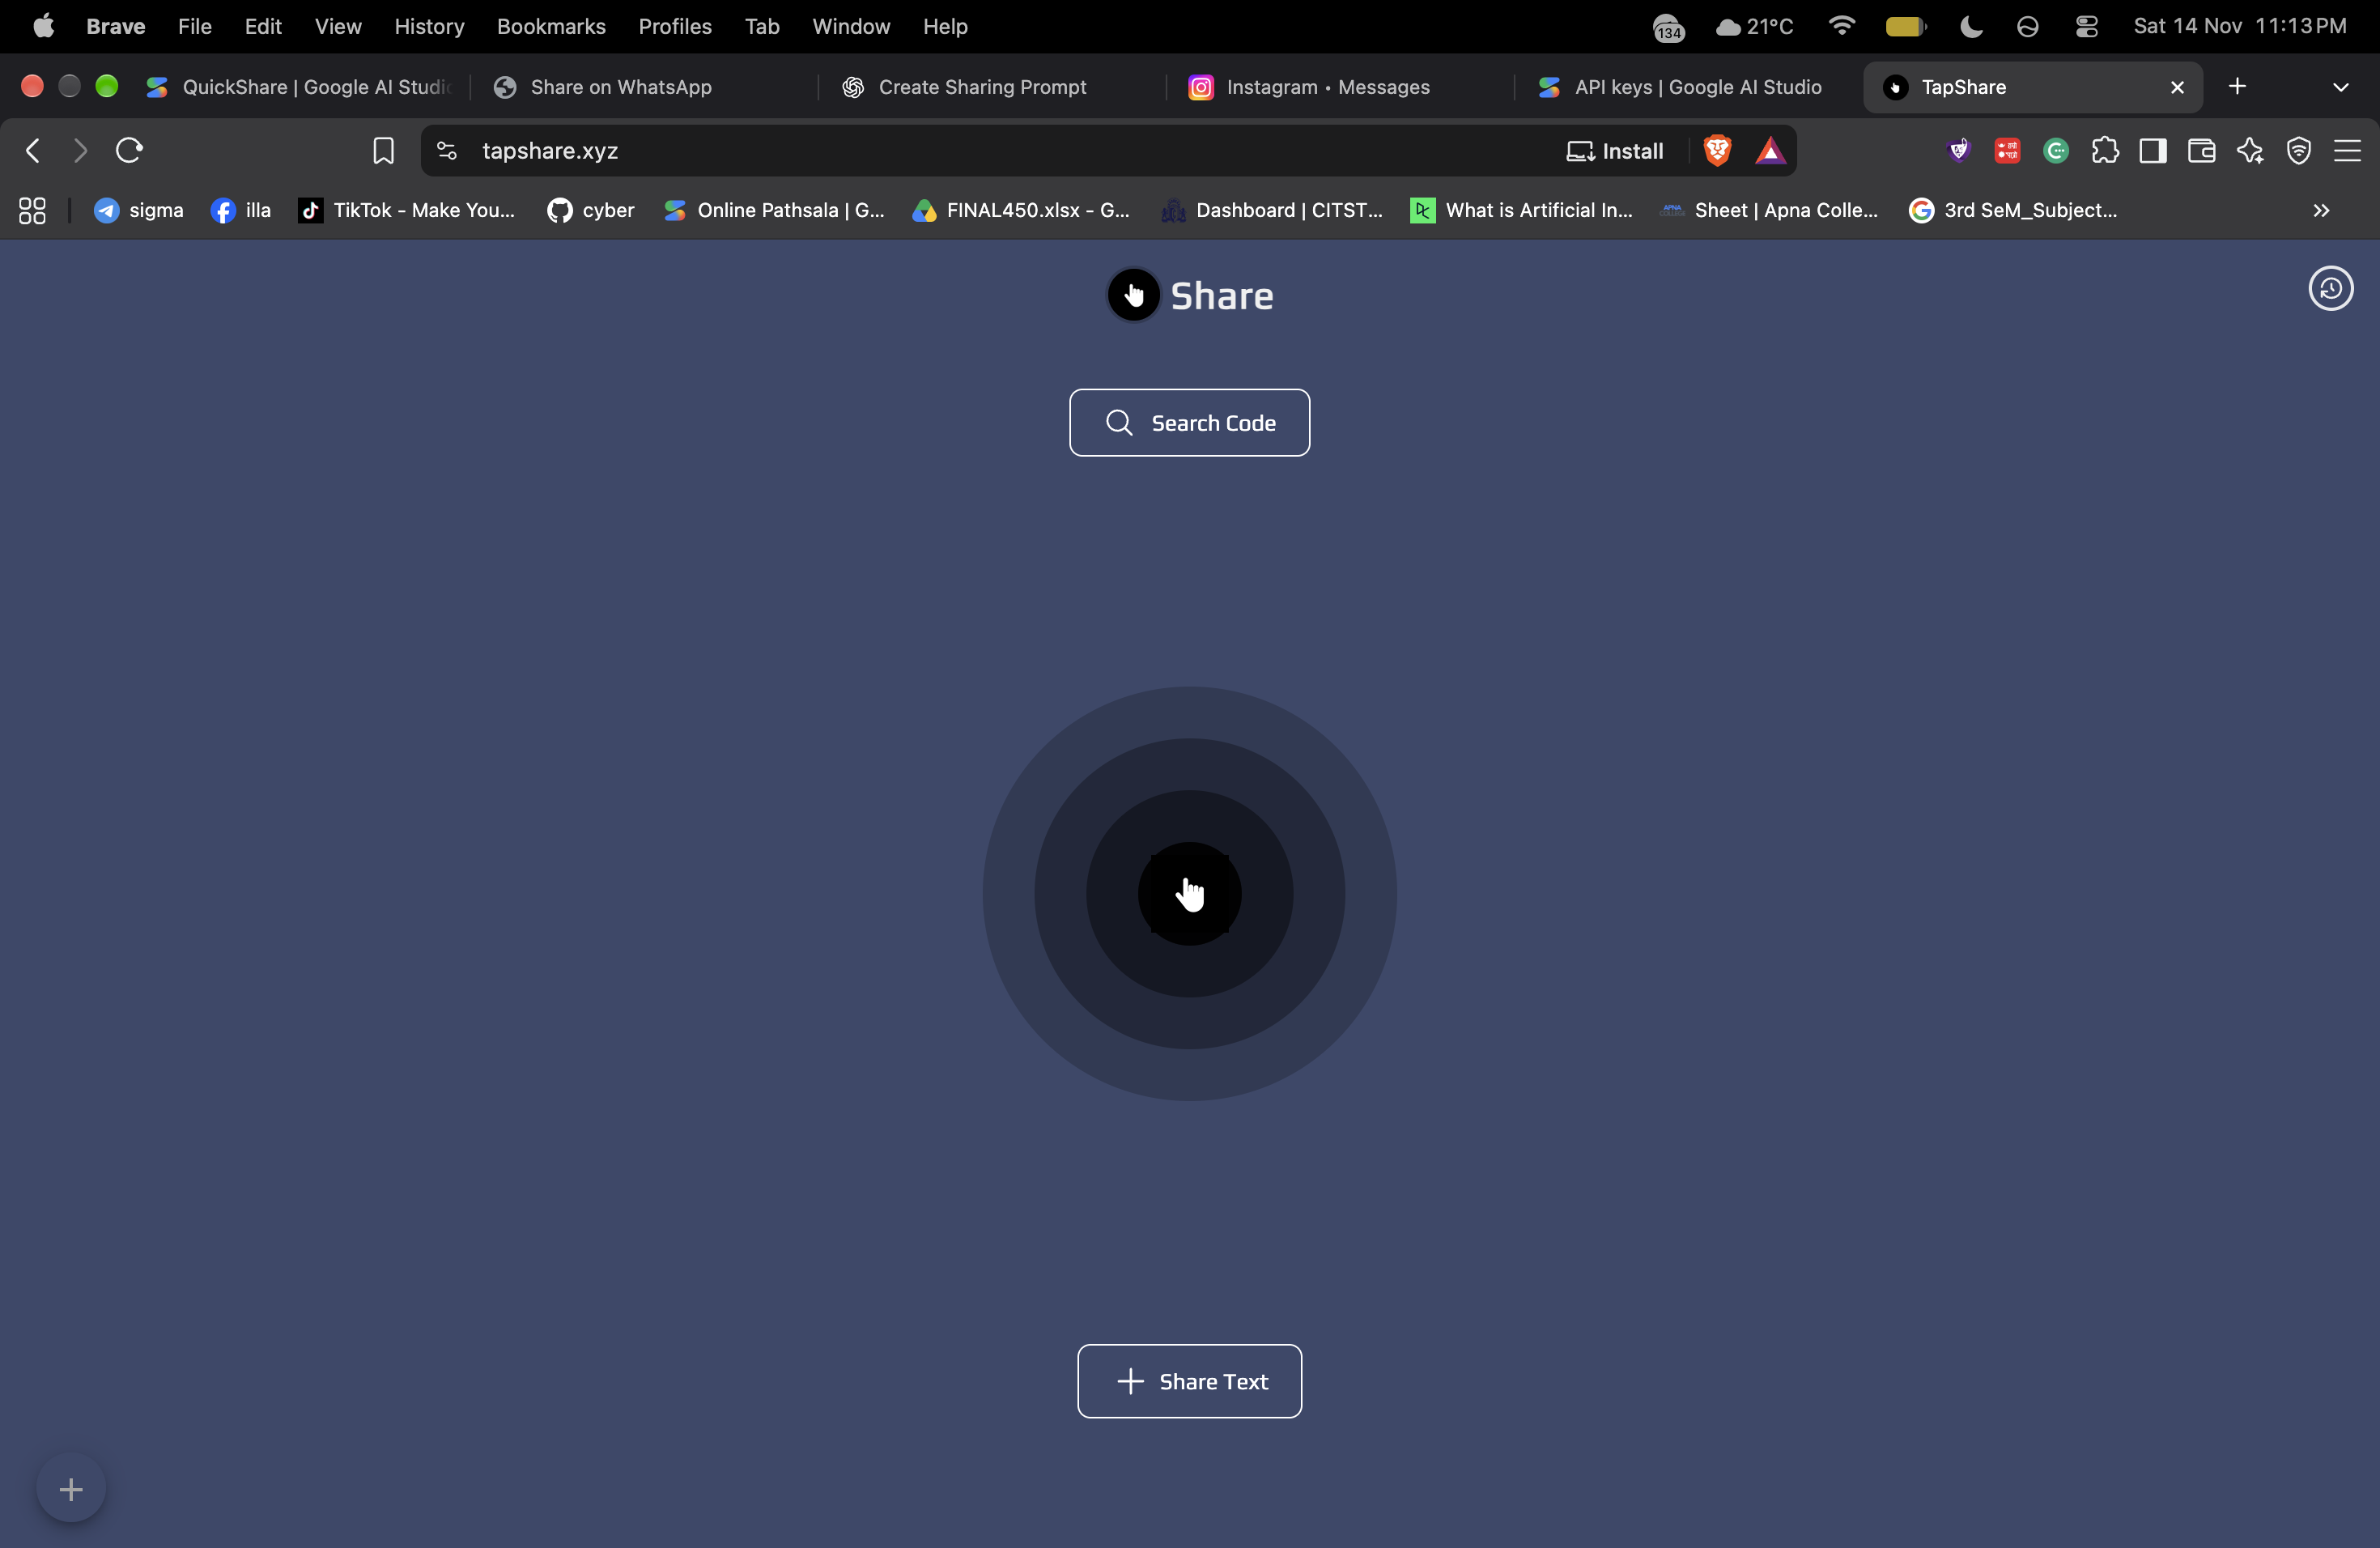 Brave File Edit View History Bookmarks Profiles Tab Window Help 134 21°C Sat 14 Nov 11:13 PM
QuickShare | Google AI Studio Share on WhatsApp Create Sharing Prompt Instagram • Messages API keys | Google AI Studio TapShare
tapshare.xyz Install
sigma illa TikTok - Make You... cyber Online Pathsala | G... FINAL450.xlsx - G... Dashboard | CITST... What is Artificial In... Sheet | Apna Colle... 3rd SeM_Subject...
Share
Search Code
Share Text